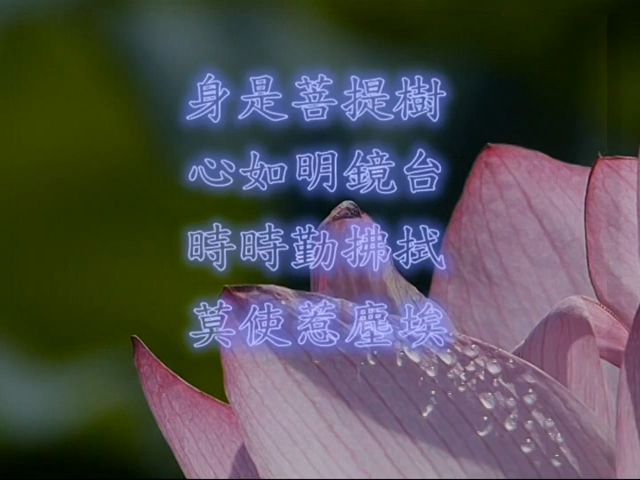 身是菩提樹
心如明鏡台
時時勤拂拭
莫使惹塵埃